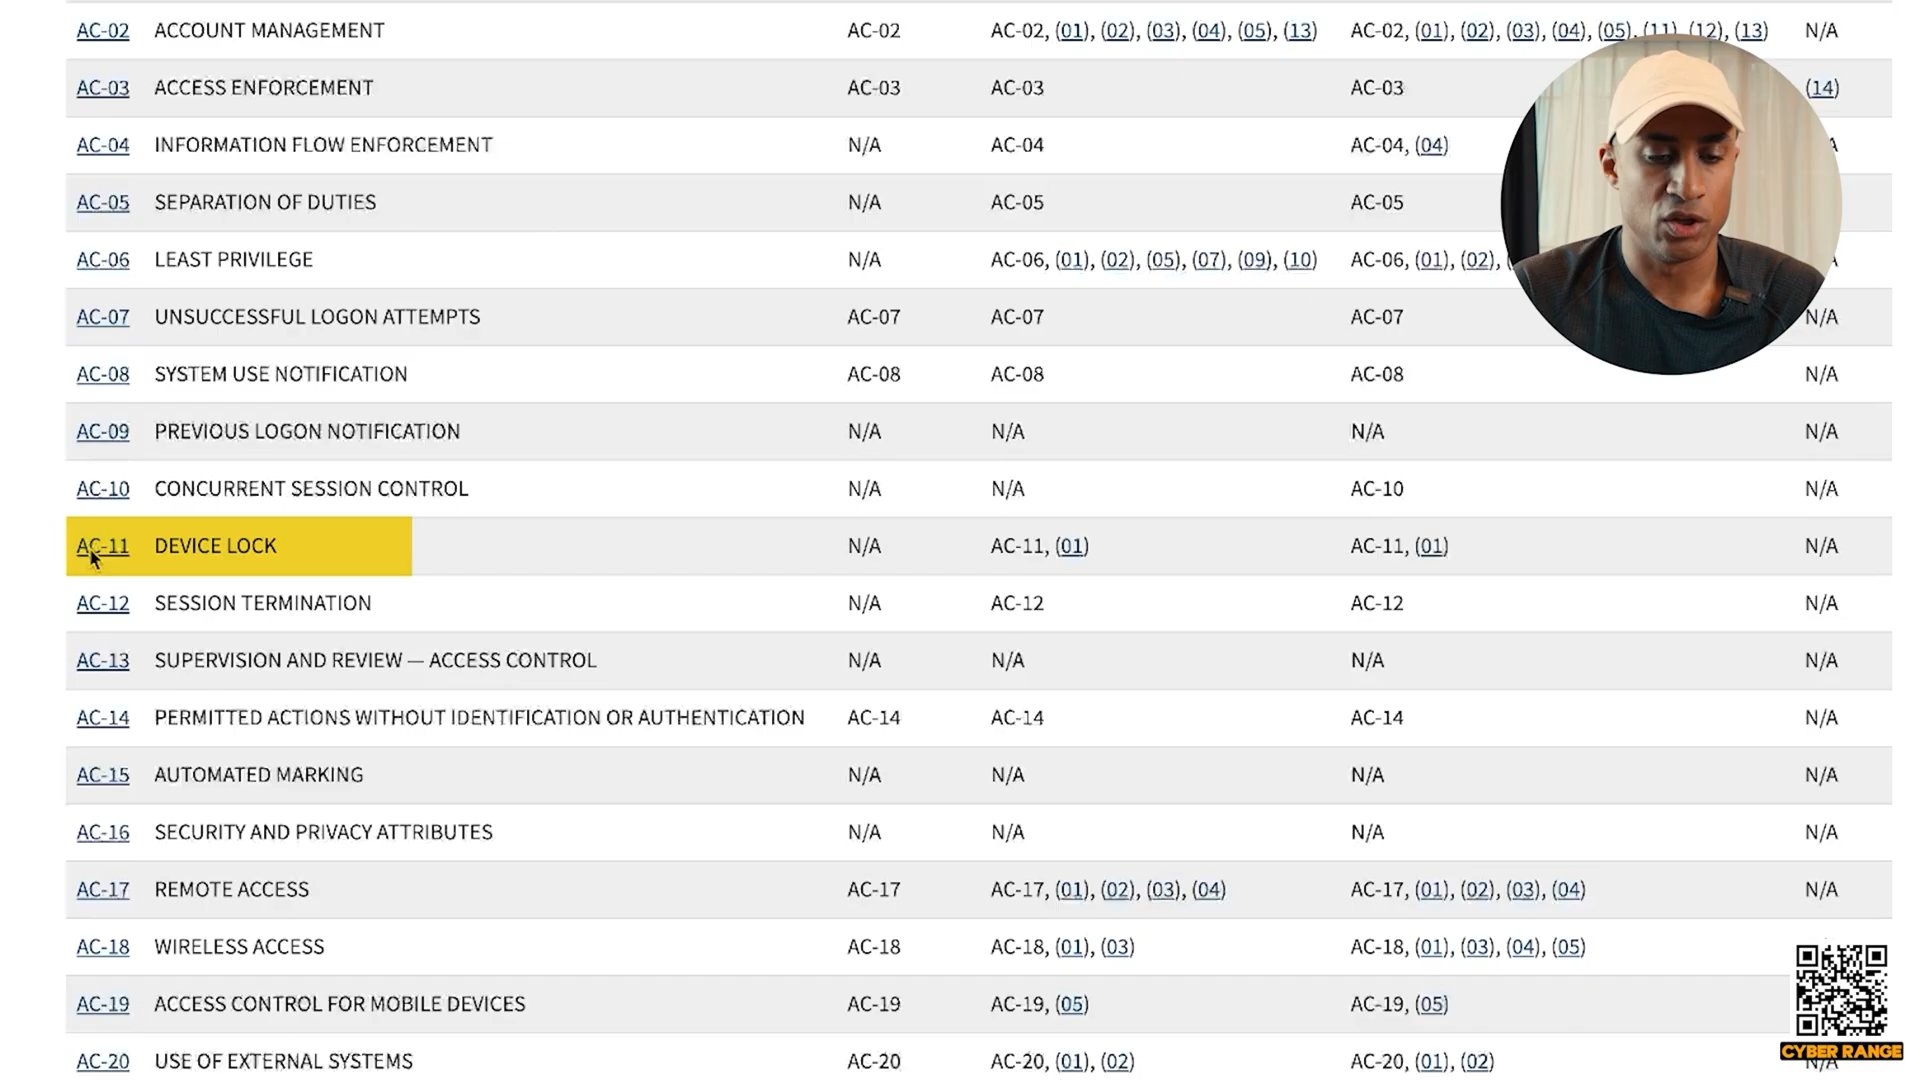 AC-02 ACCOUNT MANAGEMENT AC-02 AC-02, (01), (02), (03), (04), (05), (13) AC-02, (01), (02), (03), (04), (05), (11), (12), (13) N/A
AC-03 ACCESS ENFORCEMENT AC-03 AC-03 AC-03 (14)
AC-04 INFORMATION FLOW ENFORCEMENT N/A AC-04 AC-04, (04)
AC-05 SEPARATION OF DUTIES N/A AC-05 AC-05
AC-06 LEAST PRIVILEGE N/A AC-06, (01), (02), (05), (07), (09), (10) AC-06, (01), (02),
AC-07 UNSUCCESSFUL LOGON ATTEMPTS AC-07 AC-07 AC-07 N/A
AC-08 SYSTEM USE NOTIFICATION AC-08 AC-08 AC-08 N/A
AC-09 PREVIOUS LOGON NOTIFICATION N/A N/A N/A N/A
AC-10 CONCURRENT SESSION CONTROL N/A N/A AC-10 N/A
AC-11 DEVICE LOCK N/A AC-11, (01) AC-11, (01) N/A
AC-12 SESSION TERMINATION N/A AC-12 AC-12 N/A
AC-13 SUPERVISION AND REVIEW — ACCESS CONTROL N/A N/A N/A N/A
AC-14 PERMITTED ACTIONS WITHOUT IDENTIFICATION OR AUTHENTICATION AC-14 AC-14 AC-14 N/A
AC-15 AUTOMATED MARKING N/A N/A N/A N/A
AC-16 SECURITY AND PRIVACY ATTRIBUTES N/A N/A N/A N/A
AC-17 REMOTE ACCESS AC-17 AC-17, (01), (02), (03), (04) AC-17, (01), (02), (03), (04) N/A
AC-18 WIRELESS ACCESS AC-18 AC-18, (01), (03) AC-18, (01), (03), (04), (05)
AC-19 ACCESS CONTROL FOR MOBILE DEVICES AC-19 AC-19, (05) AC-19, (05)
CYBER RANGE
AC-20 USE OF EXTERNAL SYSTEMS AC-20 AC-20, (01), (02) AC-20, (01), (02) N/A